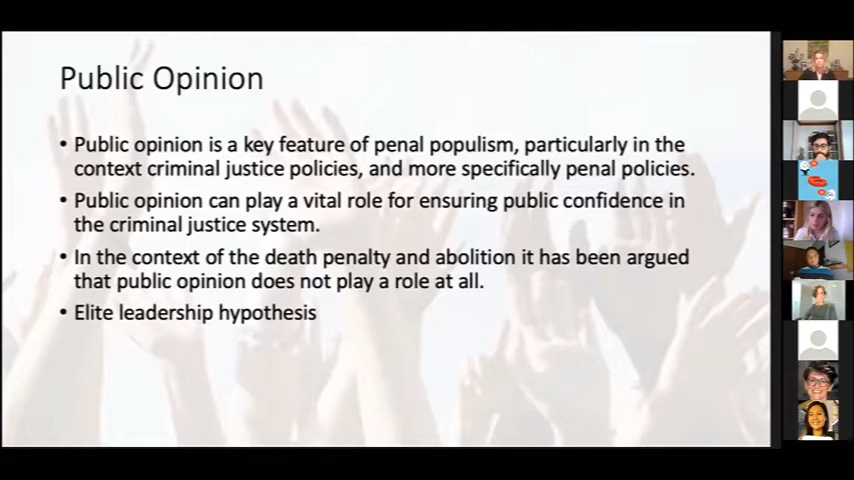 Public Opinion
• Public opinion is a key feature of penal populism, particularly in the
context criminal justice policies, and more specifically penal policies.
• Public opinion can play a vital role for ensuring public confidence in
the criminal justice system.
• In the context of the death penalty and abolition it has been argued
that public opinion does not play a role at all.
• Elite leadership hypothesis